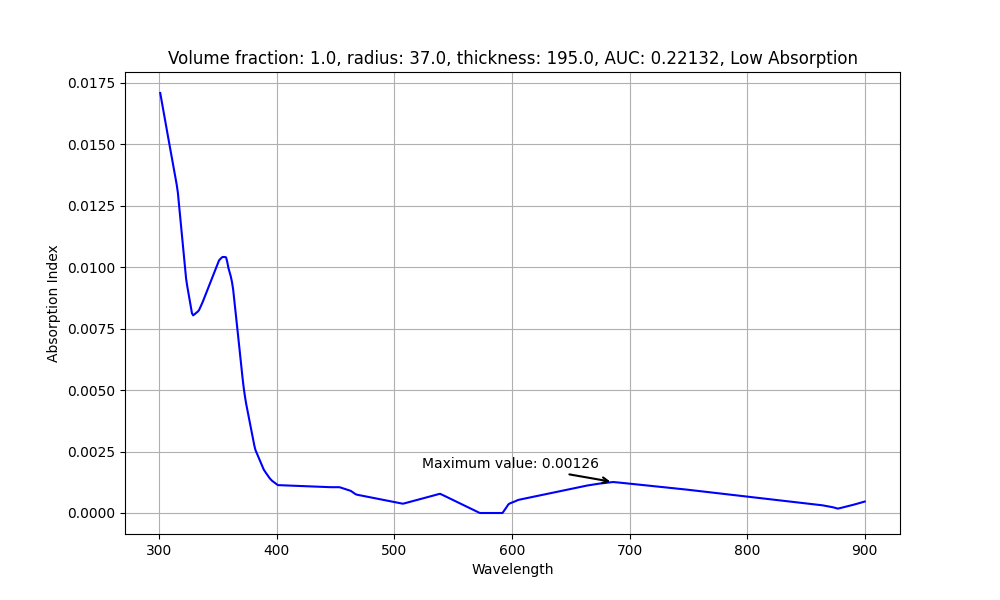 Volume fraction: 1.0, radius: 37.0, thickness: 195.0, AUC: 0.22132, Low Absorption
0.0175
0.0150
0.0125
0.0100
0.0075
0.0050
0.0025
0.0000
Absorption Index
Maximum value: 0.00126
300 400 500 600 700 800 900
Wavelength